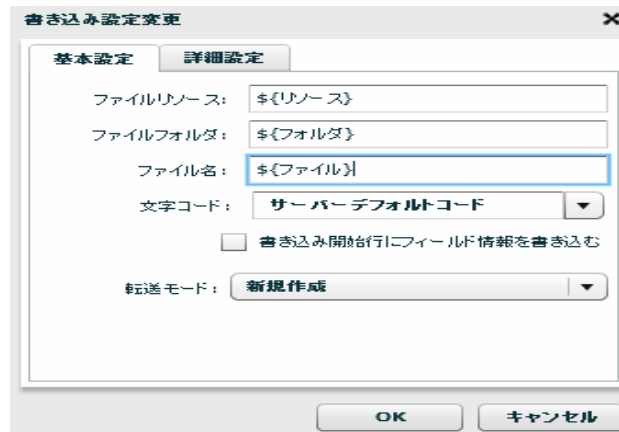 書き込み設定変更
基本設定 詳細設定
ファイルリソース: ${リソース}
ファイルフォルダ: ${フォルダ}
ファイル名: ${ファイル}
文字コード: サーバーデフォルトコード
書き込み開始行にフィールド情報を書き込む
転送モード: 新規作成
OK キャンセル